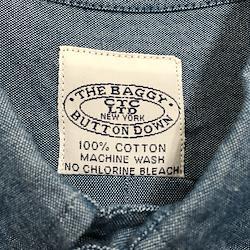 · THE BAGGY ·
CTC
LTD
NEW YORK
BUTTON DOWN
100% COTTON
MACHINE WASH
NO CHLORINE BLEACH